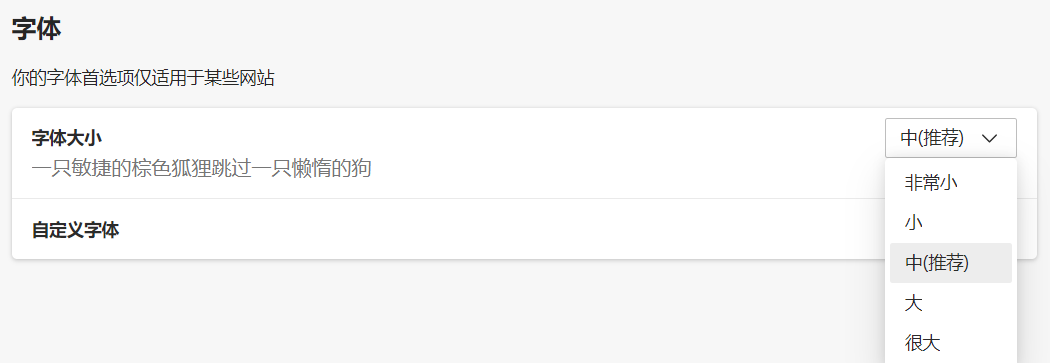 字体
你的字体首选项仅适用于某些网站
字体大小
中(推荐)
一只敏捷的棕色狐狸跳过一只懒惰的狗
非常小
小
自定义字体
中(推荐)
大
很大